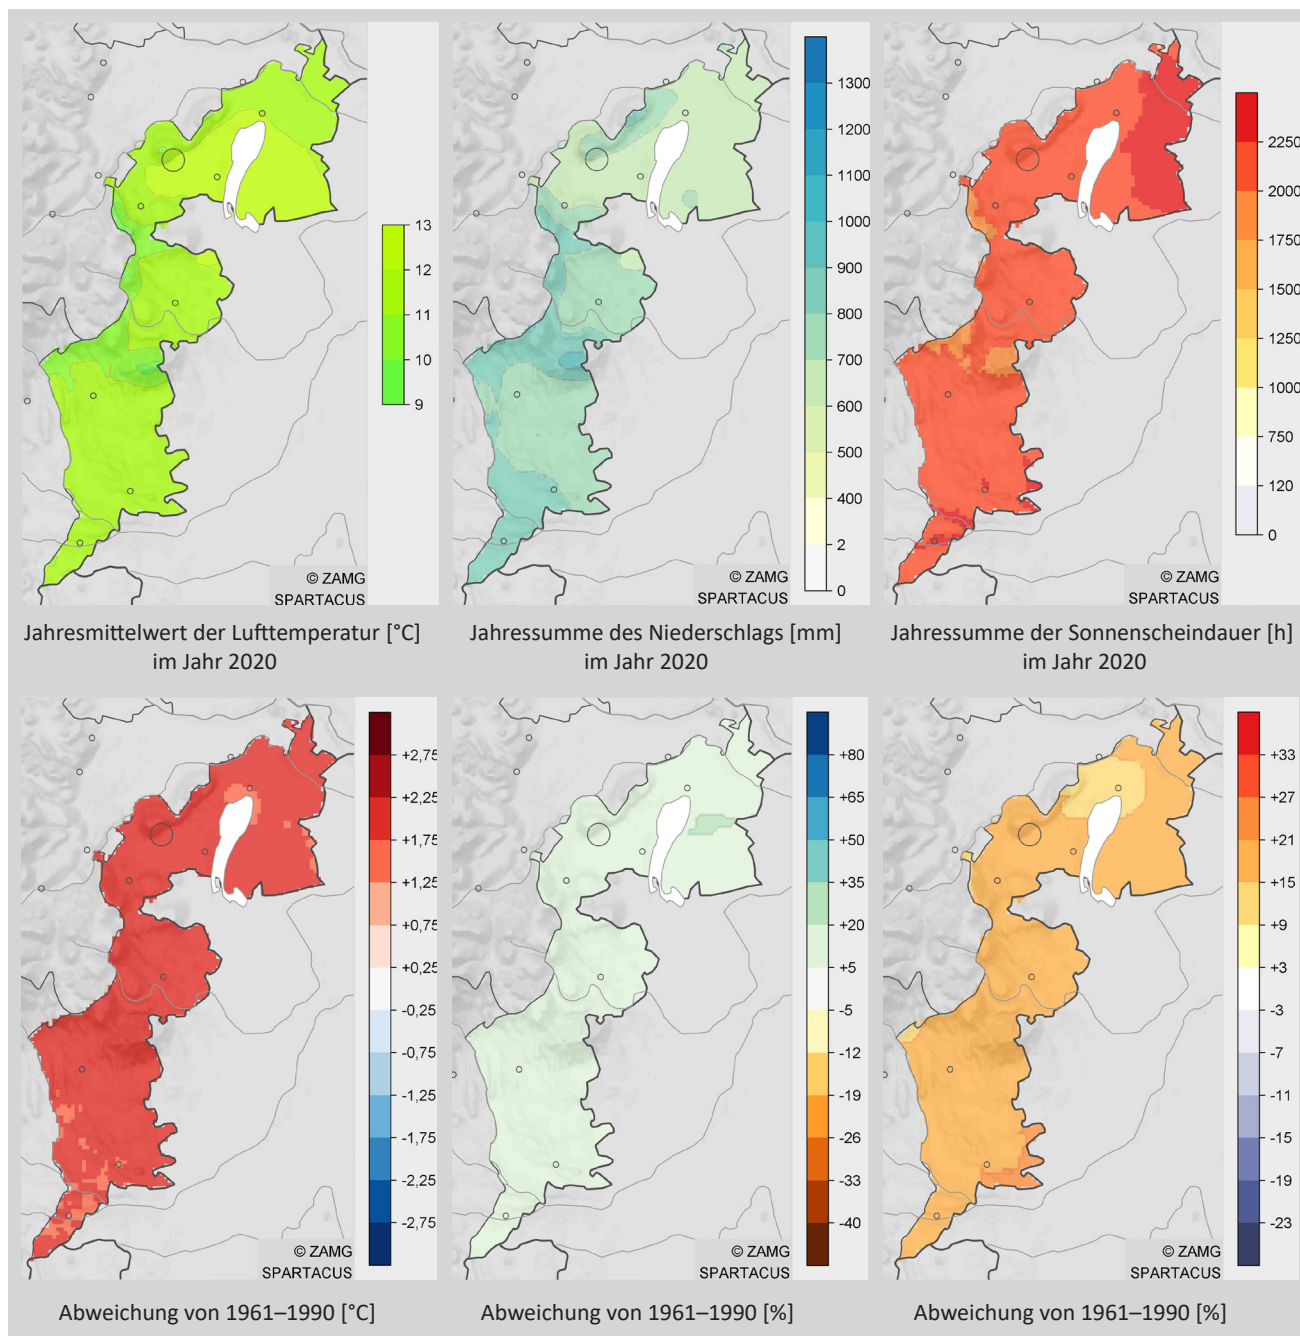 13
12
11
10
9
© ZAMG
SPARTACUS
1300
1200
1100
1000
900
800
700
600
500
400
2
0
© ZAMG
SPARTACUS
2250
2000
1750
1500
1250
1000
750
120
0
© ZAMG
SPARTACUS
Jahresmittelwert der Lufttemperatur [°C]
im Jahr 2020
Jahressumme des Niederschlags [mm]
im Jahr 2020
Jahressumme der Sonnenscheindauer [h]
im Jahr 2020
+2,75
+2,25
+1,75
+1,25
+0,75
+0,25
-0,25
-0,75
-1,25
-1,75
-2,25
-2,75
© ZAMG
SPARTACUS
+80
+65
+50
+35
+20
+5
-5
-12
-19
-26
-33
-40
© ZAMG
SPARTACUS
+33
+27
+21
+15
+9
+3
-3
-7
-11
-15
-19
-23
© ZAMG
SPARTACUS
Abweichung von 1961–1990 [°C]
Abweichung von 1961–1990 [%]
Abweichung von 1961–1990 [%]